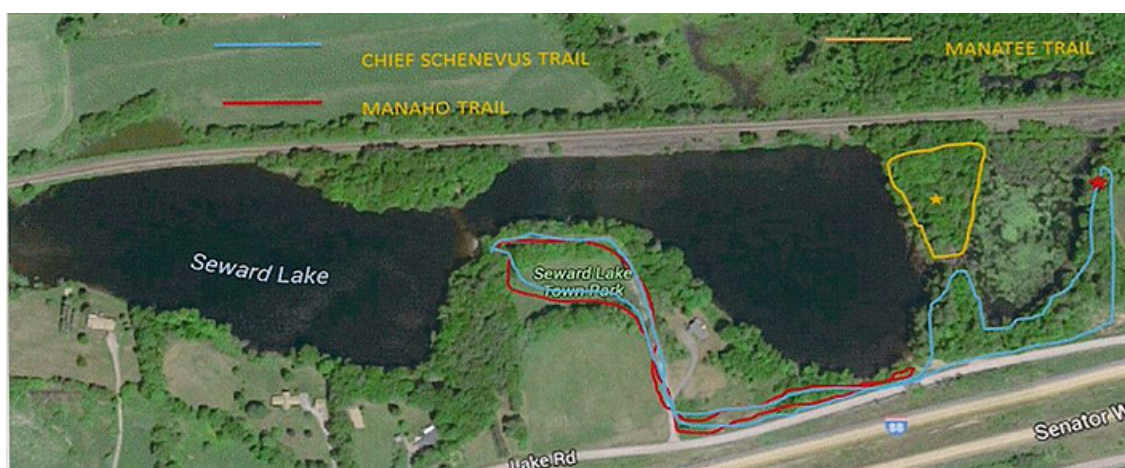 CHIEF SCHENEVUS TRAIL
MANATEE TRAIL
MANAHO TRAIL
Seward Lake
Seward Lake
Town Park
88
Senator W
Lake Rd